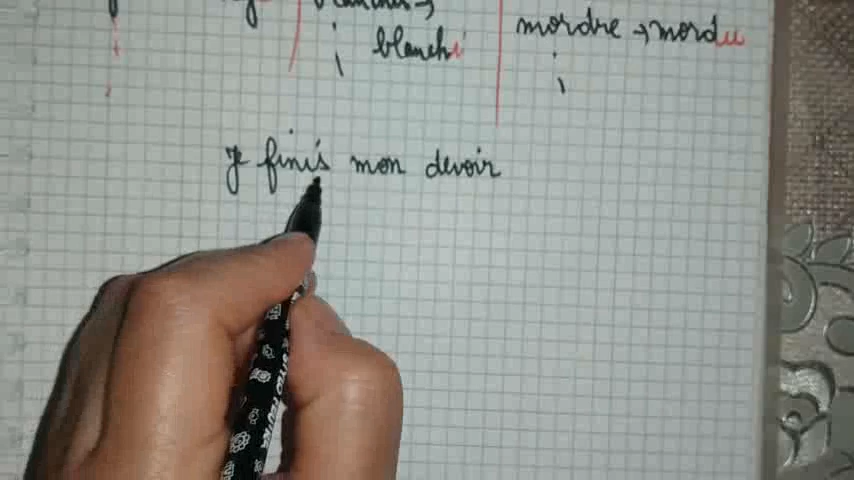 mordre → mordu
blanchi
je finis mon devoir